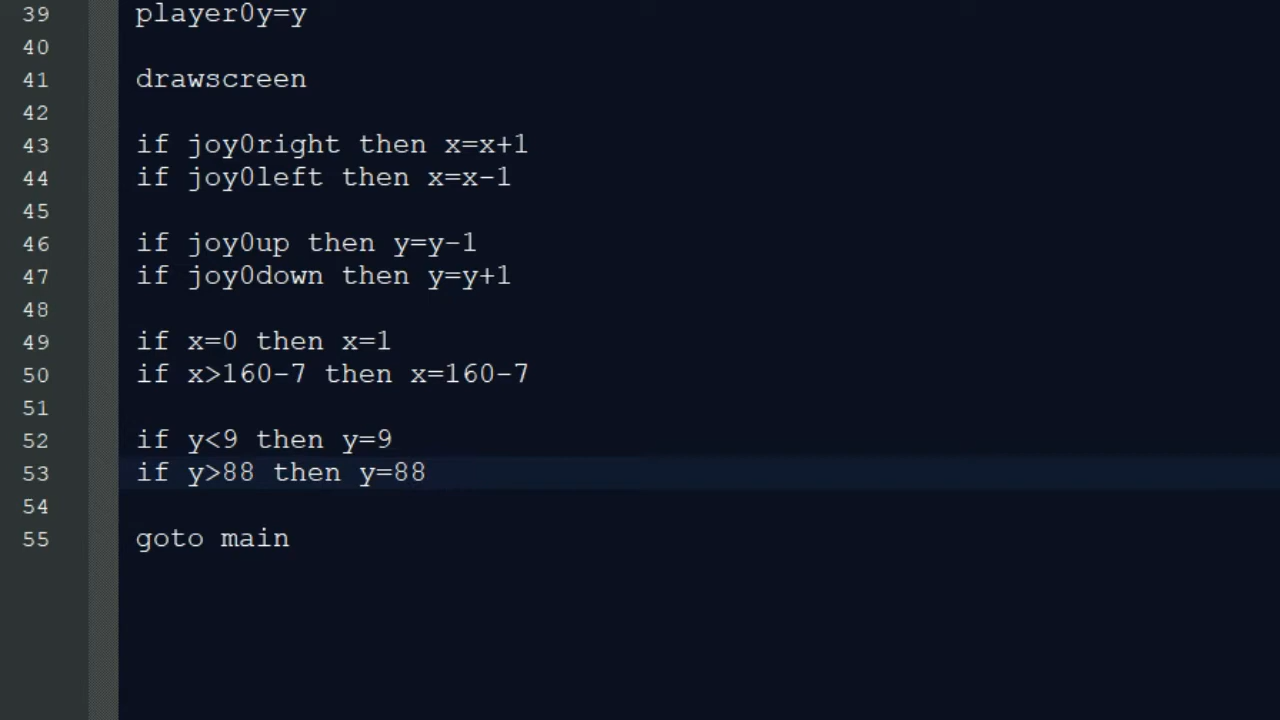 39 player0y=y
40
41 drawscreen
42
43 if joy0right then x=x+1
44 if joy0left then x=x-1
45
46 if joy0up then y=y-1
47 if joy0down then y=y+1
48
49 if x=0 then x=1
50 if x>160-7 then x=160-7
51
52 if y<9 then y=9
53 if y>88 then y=88
54
55 goto main